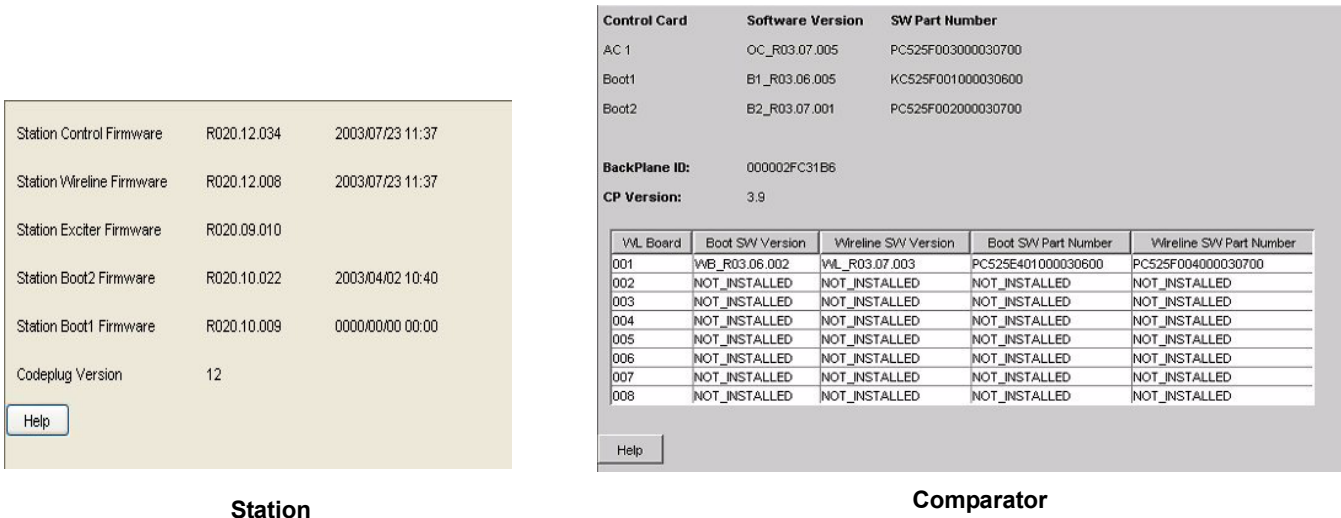 Station Control Firmware R020.12.034 2003/07/23 11:37
Station Wireline Firmware R020.12.008 2003/07/23 11:37
Station Exciter Firmware R020.09.010
Station Boot2 Firmware R020.10.022 2003/04/02 10:40
Station Boot1 Firmware R020.10.009 0000/00/00 00:00
Codeplug Version 12
Help
Station
Control Card Software Version SW Part Number
AC 1 OC_R03.07.005 PC525F003000030700
Boot1 B1_R03.06.005 KC525F001000030600
Boot2 B2_R03.07.001 PC525F002000030700
BackPlane ID: 000002FC31B6
CP Version: 3.9
WL Board Boot SW Version Wireline SW Version Boot SW Part Number Wireline SW Part Number
001 WB_R03.06.002 WL_R03.07.003 PC525E401000030600 PC525F004000030700
002 NOT_INSTALLED NOT_INSTALLED NOT_INSTALLED NOT_INSTALLED
003 NOT_INSTALLED NOT_INSTALLED NOT_INSTALLED NOT_INSTALLED
004 NOT_INSTALLED NOT_INSTALLED NOT_INSTALLED NOT_INSTALLED
005 NOT_INSTALLED NOT_INSTALLED NOT_INSTALLED NOT_INSTALLED
006 NOT_INSTALLED NOT_INSTALLED NOT_INSTALLED NOT_INSTALLED
007 NOT_INSTALLED NOT_INSTALLED NOT_INSTALLED NOT_INSTALLED
008 NOT_INSTALLED NOT_INSTALLED NOT_INSTALLED NOT_INSTALLED
Help
Comparator